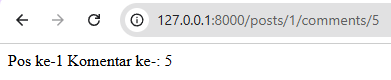 127.0.0.1:8000/posts/1/comments/5
Pos ke-1 Komentar ke-: 5